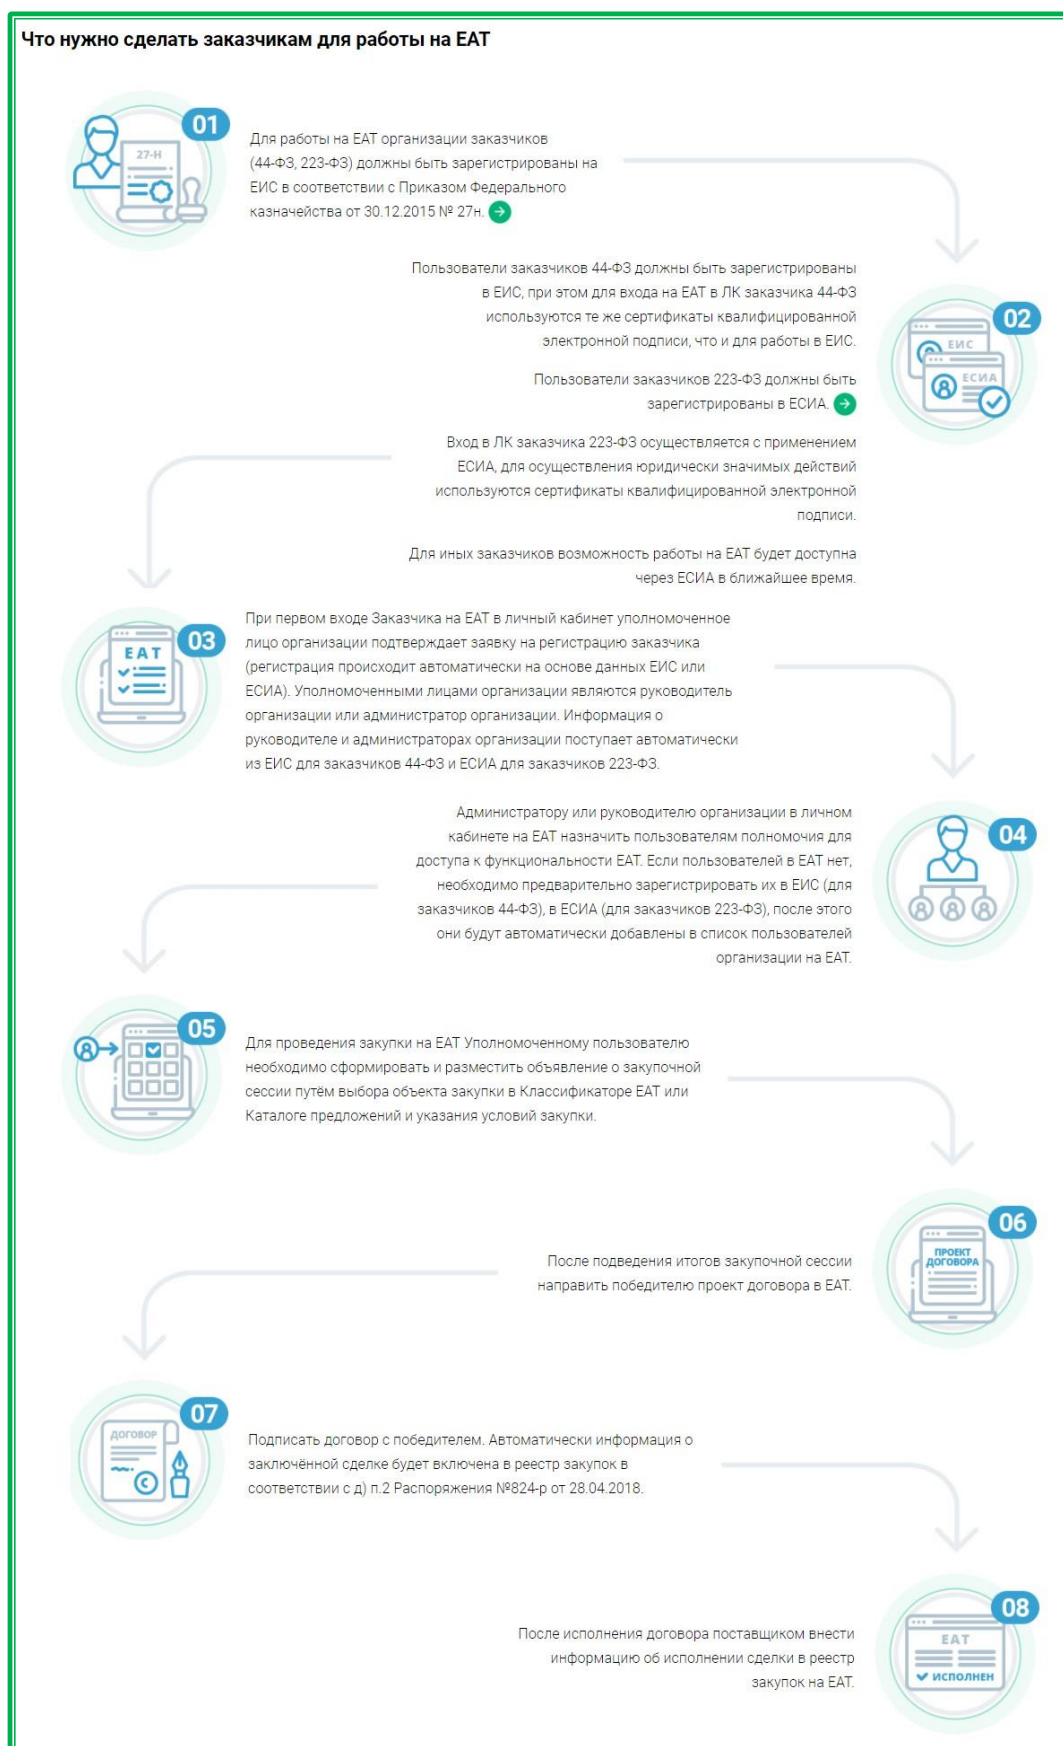 Что нужно сделать заказчикам для работы на ЕАТ
01
27-Н
Для работы на ЕАТ организации заказчиков
(44-ФЗ, 223-ФЗ) должны быть зарегистрированы на
ЕИС в соответствии с Приказом Федерального
казначейства от 30.12.2015 № 27н.
Пользователи заказчиков 44-ФЗ должны быть зарегистрированы
в ЕИС, при этом для входа на ЕАТ в ЛК заказчика 44-ФЗ
используются те же сертификаты квалифицированной
электронной подписи, что и для работы в ЕИС.
02
ЕИС
ЕСИА
Пользователи заказчиков 223-ФЗ должны быть
зарегистрированы в ЕСИА.
Вход в ЛК заказчика 223-ФЗ осуществляется с применением
ЕСИА, для осуществления юридически значимых действий
используются сертификаты квалифицированной электронной
подписи.
Для иных заказчиков возможность работы на ЕАТ будет доступна
через ЕСИА в ближайшее время.
03
ЕАТ
При первом входе Заказчика на ЕАТ в личный кабинет уполномоченное
лицо организации подтверждает заявку на регистрацию заказчика
(регистрация происходит автоматически на основе данных ЕИС или
ЕСИА). Уполномоченными лицами организации являются руководитель
организации или администратор организации. Информация о
руководителе и администраторах организации поступает автоматически
из ЕИС для заказчиков 44-ФЗ и ЕСИА для заказчиков 223-ФЗ.
04
Администратору или руководителю организации в личном
кабинете на ЕАТ назначить пользователям полномочия для
доступа к функциональности ЕАТ. Если пользователей в ЕАТ нет,
необходимо предварительно зарегистрировать их в ЕИС (для
заказчиков 44-ФЗ), в ЕСИА (для заказчиков 223-ФЗ), после этого
они будут автоматически добавлены в список пользователей
организации на ЕАТ.
05
Для проведения закупки на ЕАТ Уполномоченному пользователю
необходимо сформировать и разместить объявление о закупочной
сессии путём выбора объекта закупки в Классификаторе ЕАТ или
Каталоге предложений и указания условий закупки.
06
ПРОЕКТ
ДОГОВОРА
После подведения итогов закупочной сессии
направить победителю проект договора в ЕАТ.
07
ДОГОВОР
Подписать договор с победителем. Автоматически информация о
заключённой сделке будет включена в реестр закупок в
соответствии с д) п.2 Распоряжения №824-р от 28.04.2018.
08
ЕАТ
ИСПОЛНЕН
После исполнения договора поставщиком внести
информацию об исполнении сделки в реестр
закупок на ЕАТ.